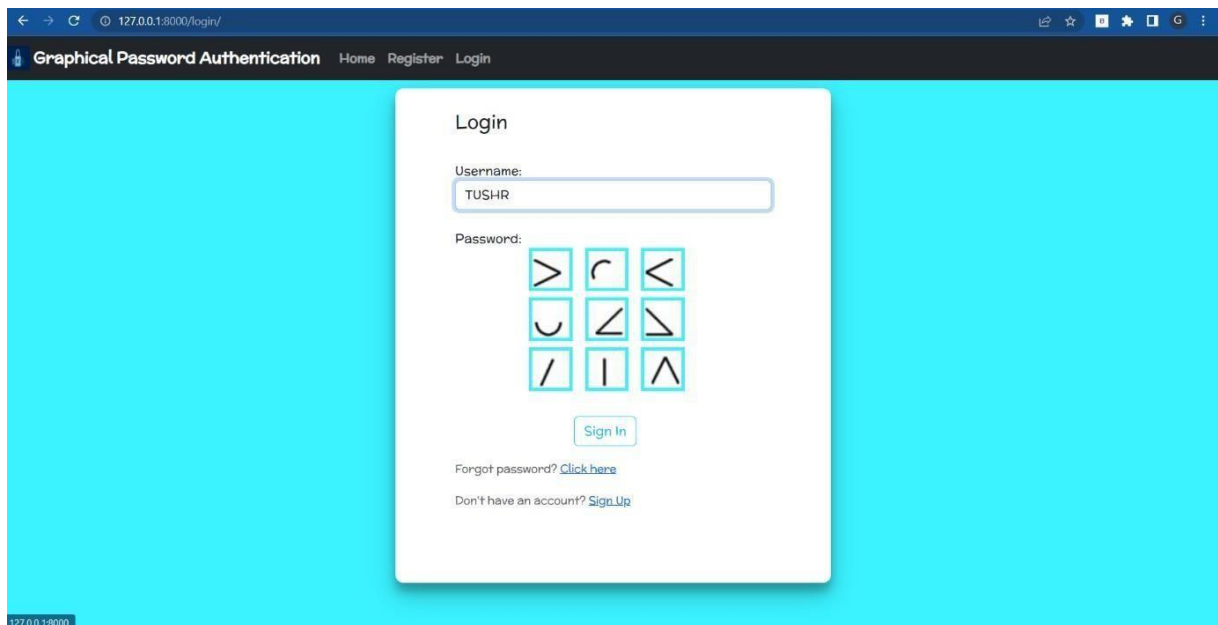 127.0.0.1:8000/login/
G
Graphical Password Authentication Home Register Login
Login
Username:
TUSHR
Password:
Sign In
Forgot password? Click here
Don't have an account? Sign Up
127.0.0.1:8000